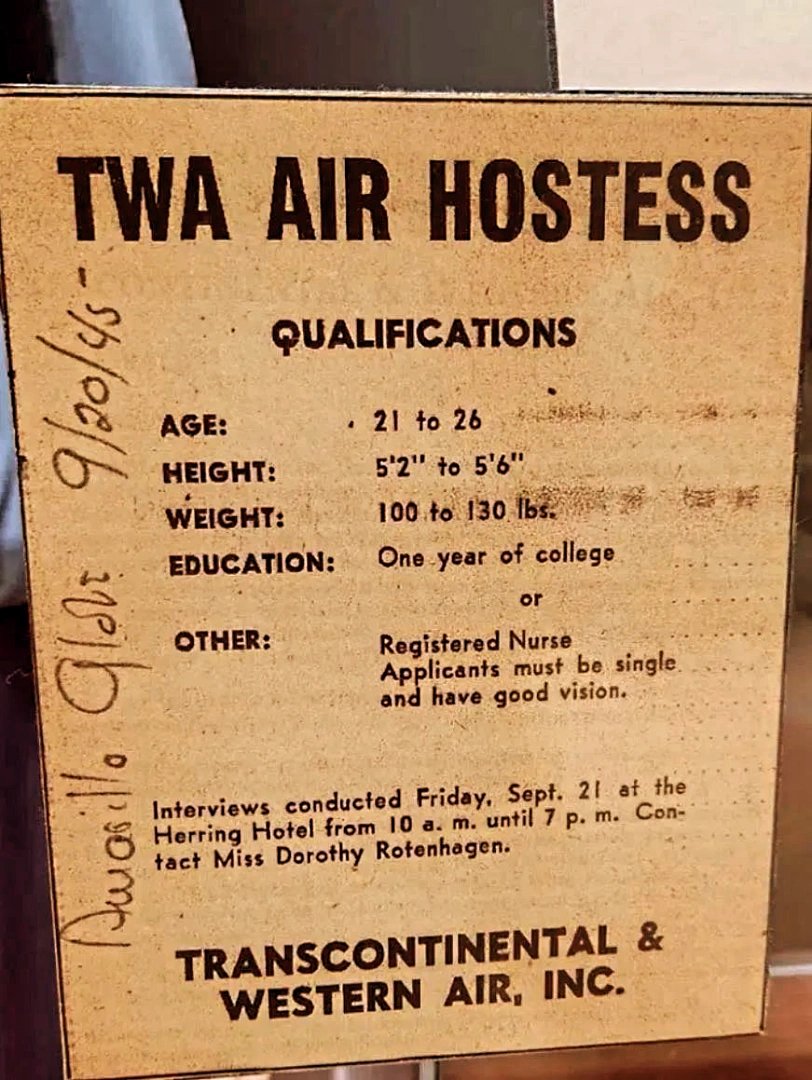 TWA AIR HOSTESS
QUALIFICATIONS
AGE: 21 to 26
HEIGHT: 5'2" to 5'6"
WEIGHT: 100 to 130 lbs.
EDUCATION: One year of college
or
OTHER: Registered Nurse
Applicants must be single
and have good vision.
Interviews conducted Friday, Sept. 21 at the
Herring Hotel from 10 a. m. until 7 p. m. Con-
tact Miss Dorothy Rotenhagen.
TRANSCONTINENTAL &
WESTERN AIR, INC.
Amarillo Globe 9/20/45-